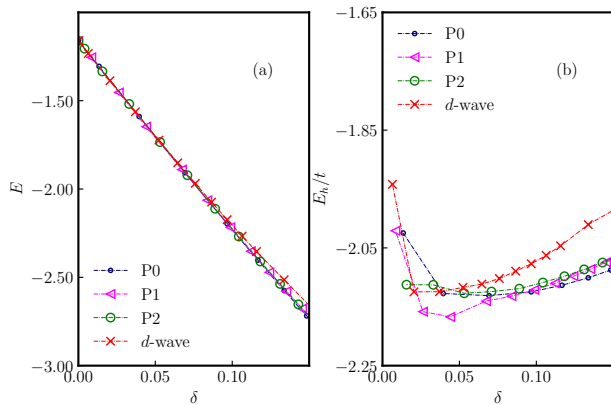 (a)
−1.50
−2.00
−2.50
−3.00
E
P0
P1
P2
d-wave
0.00
0.05
0.10
δ
(b)
P0
P1
P2
d-wave
−1.65
−1.85
−2.05
−2.25
E_h/t
0.00
0.05
0.10
δ